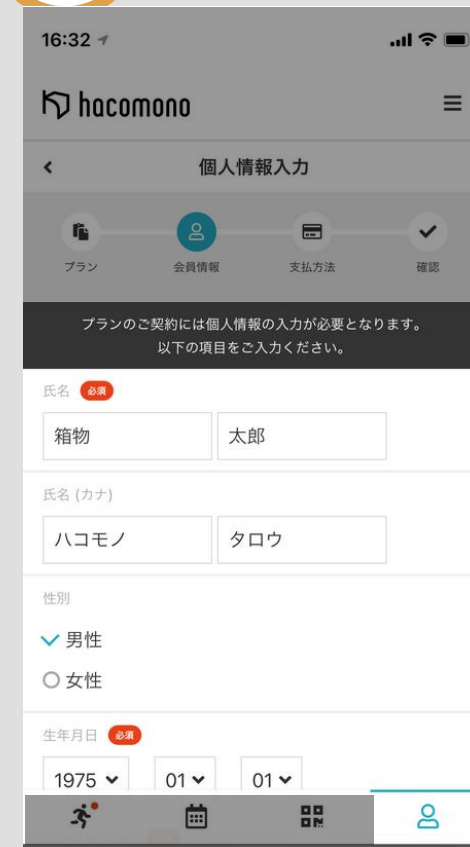 16:32
hacomono
個人情報入力
プラン 会員情報 支払方法 確認
プランのご契約には個人情報の入力が必要となります。
以下の項目をご入力ください。
氏名 必須
箱物 太郎
氏名 (カナ)
ハコモノ タロウ
性別
男性
女性
生年月日 必須
1975 01 01